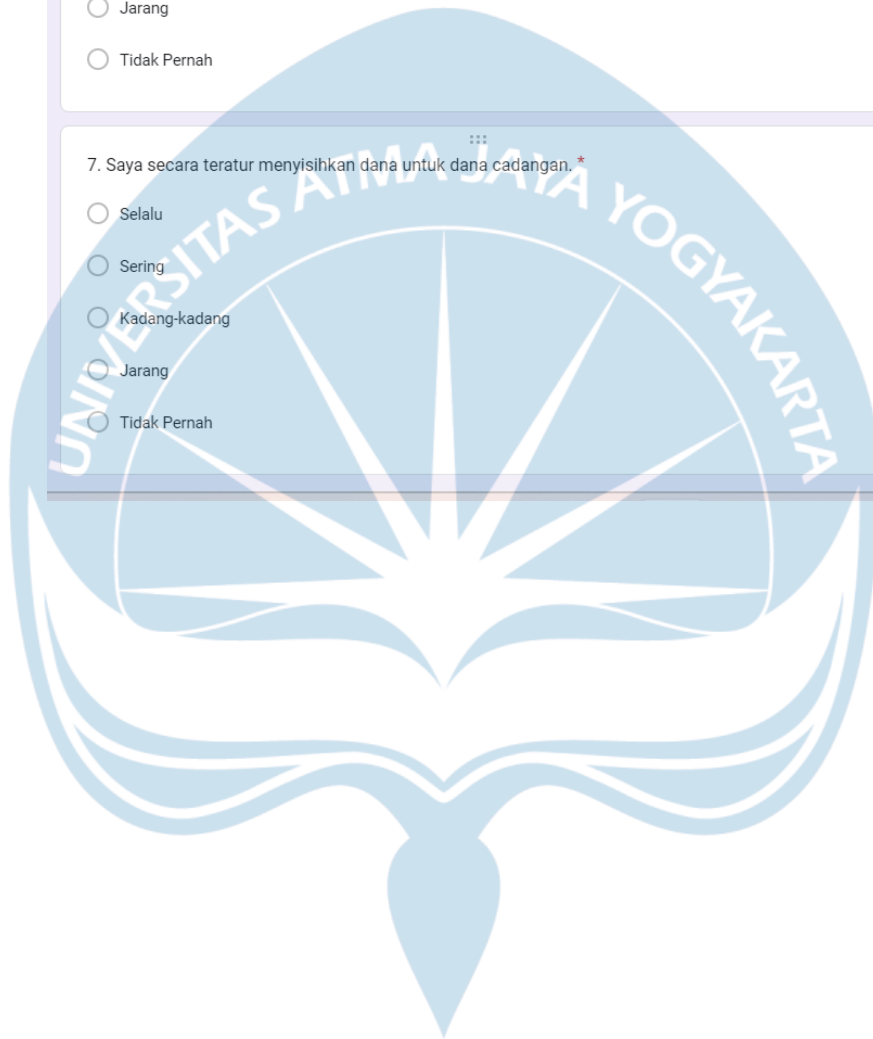 Jarang
Tidak Pernah
7. Saya secara teratur menyisihkan dana untuk dana cadangan. *
Selalu
Sering
Kadang-kadang
Jarang
Tidak Pernah
UNIVERSITAS ATMA JAYA YOGYAKARTA